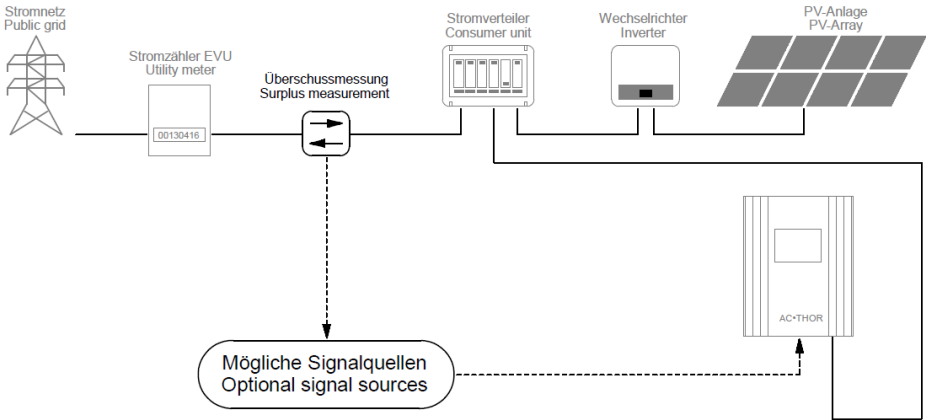 Stromnetz
Public grid
Stromzähler EVU
Utility meter
00130416
Überschussmessung
Surplus measurement
Stromverteiler
Consumer unit
Wechselrichter
Inverter
PV-Anlage
PV-Array
AC•THOR
Mögliche Signalquellen
Optional signal sources